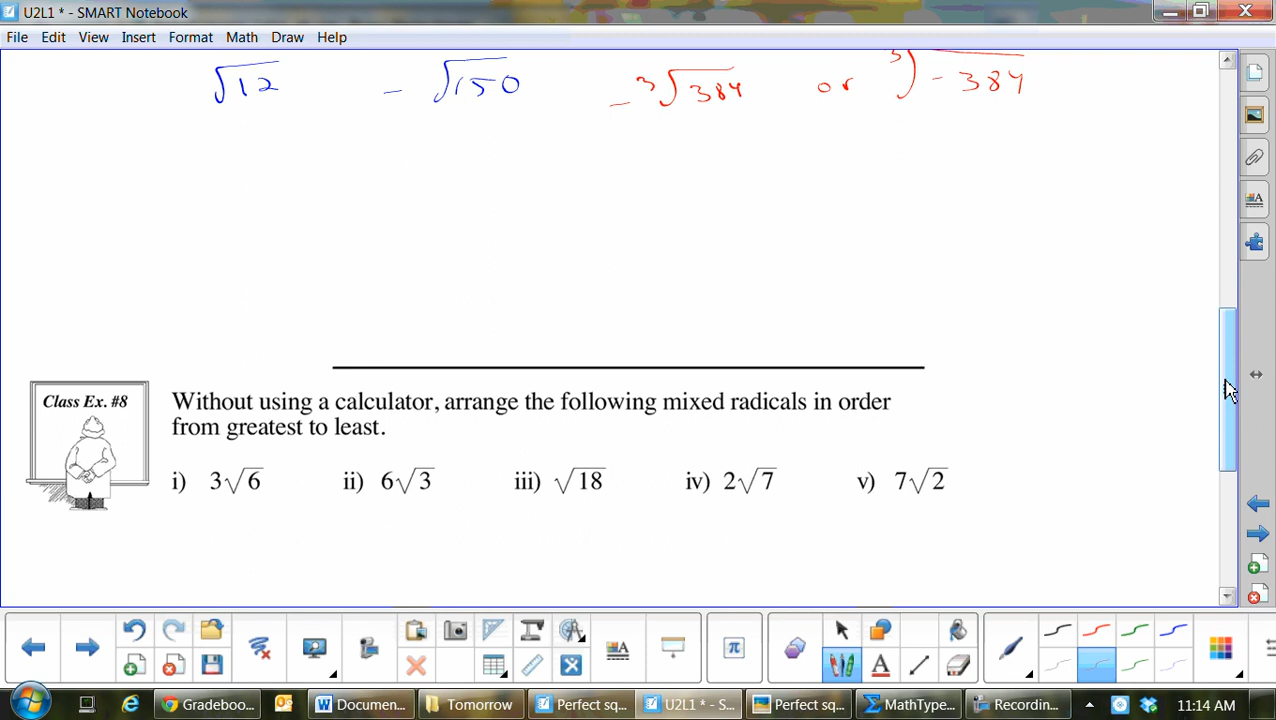 U2L1 * - SMART Notebook
File Edit View Insert Format Math Draw Help
√12 - √150 -³√384 or ³√-384
Class Ex. #8
Without using a calculator, arrange the following mixed radicals in order
from greatest to least.
i) 3√6 ii) 6√3 iii) √18 iv) 2√7 v) 7√2
π
A
Gradeboo... Documen... Tomorrow Perfect sq... U2L1 * - S... Perfect sq... MathType... Recordin... 11:14 AM